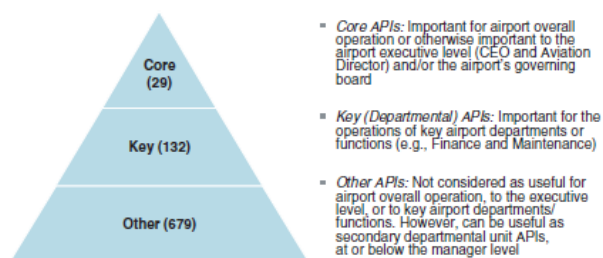 Core
(29)
Key (132)
Other (679)
▪ Core APIs: Important for airport overall
operation or otherwise important to the
airport executive level (CEO and Aviation
Director) and/or the airport's governing
board
▪ Key (Departmental) APIs: Important for the
operations of key airport departments or
functions (e.g., Finance and Maintenance)
▪ Other APIs: Not considered as useful for
airport overall operation, to the executive
level, or to key airport departments/
functions. However, can be useful as
secondary departmental unit APIs,
at or below the manager level